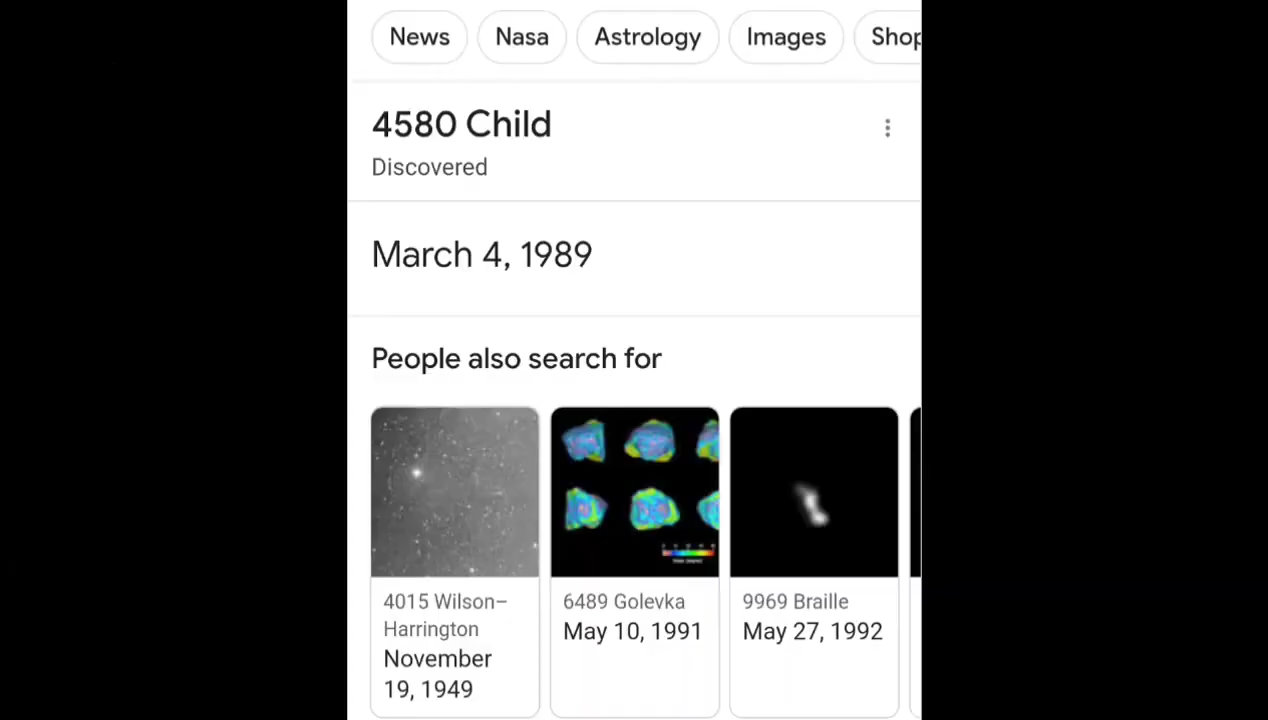 News Nasa Astrology Images Shop
4580 Child
Discovered
March 4, 1989
People also search for
4015 Wilson–
Harrington
November
19, 1949
6489 Golevka
May 10, 1991
9969 Braille
May 27, 1992